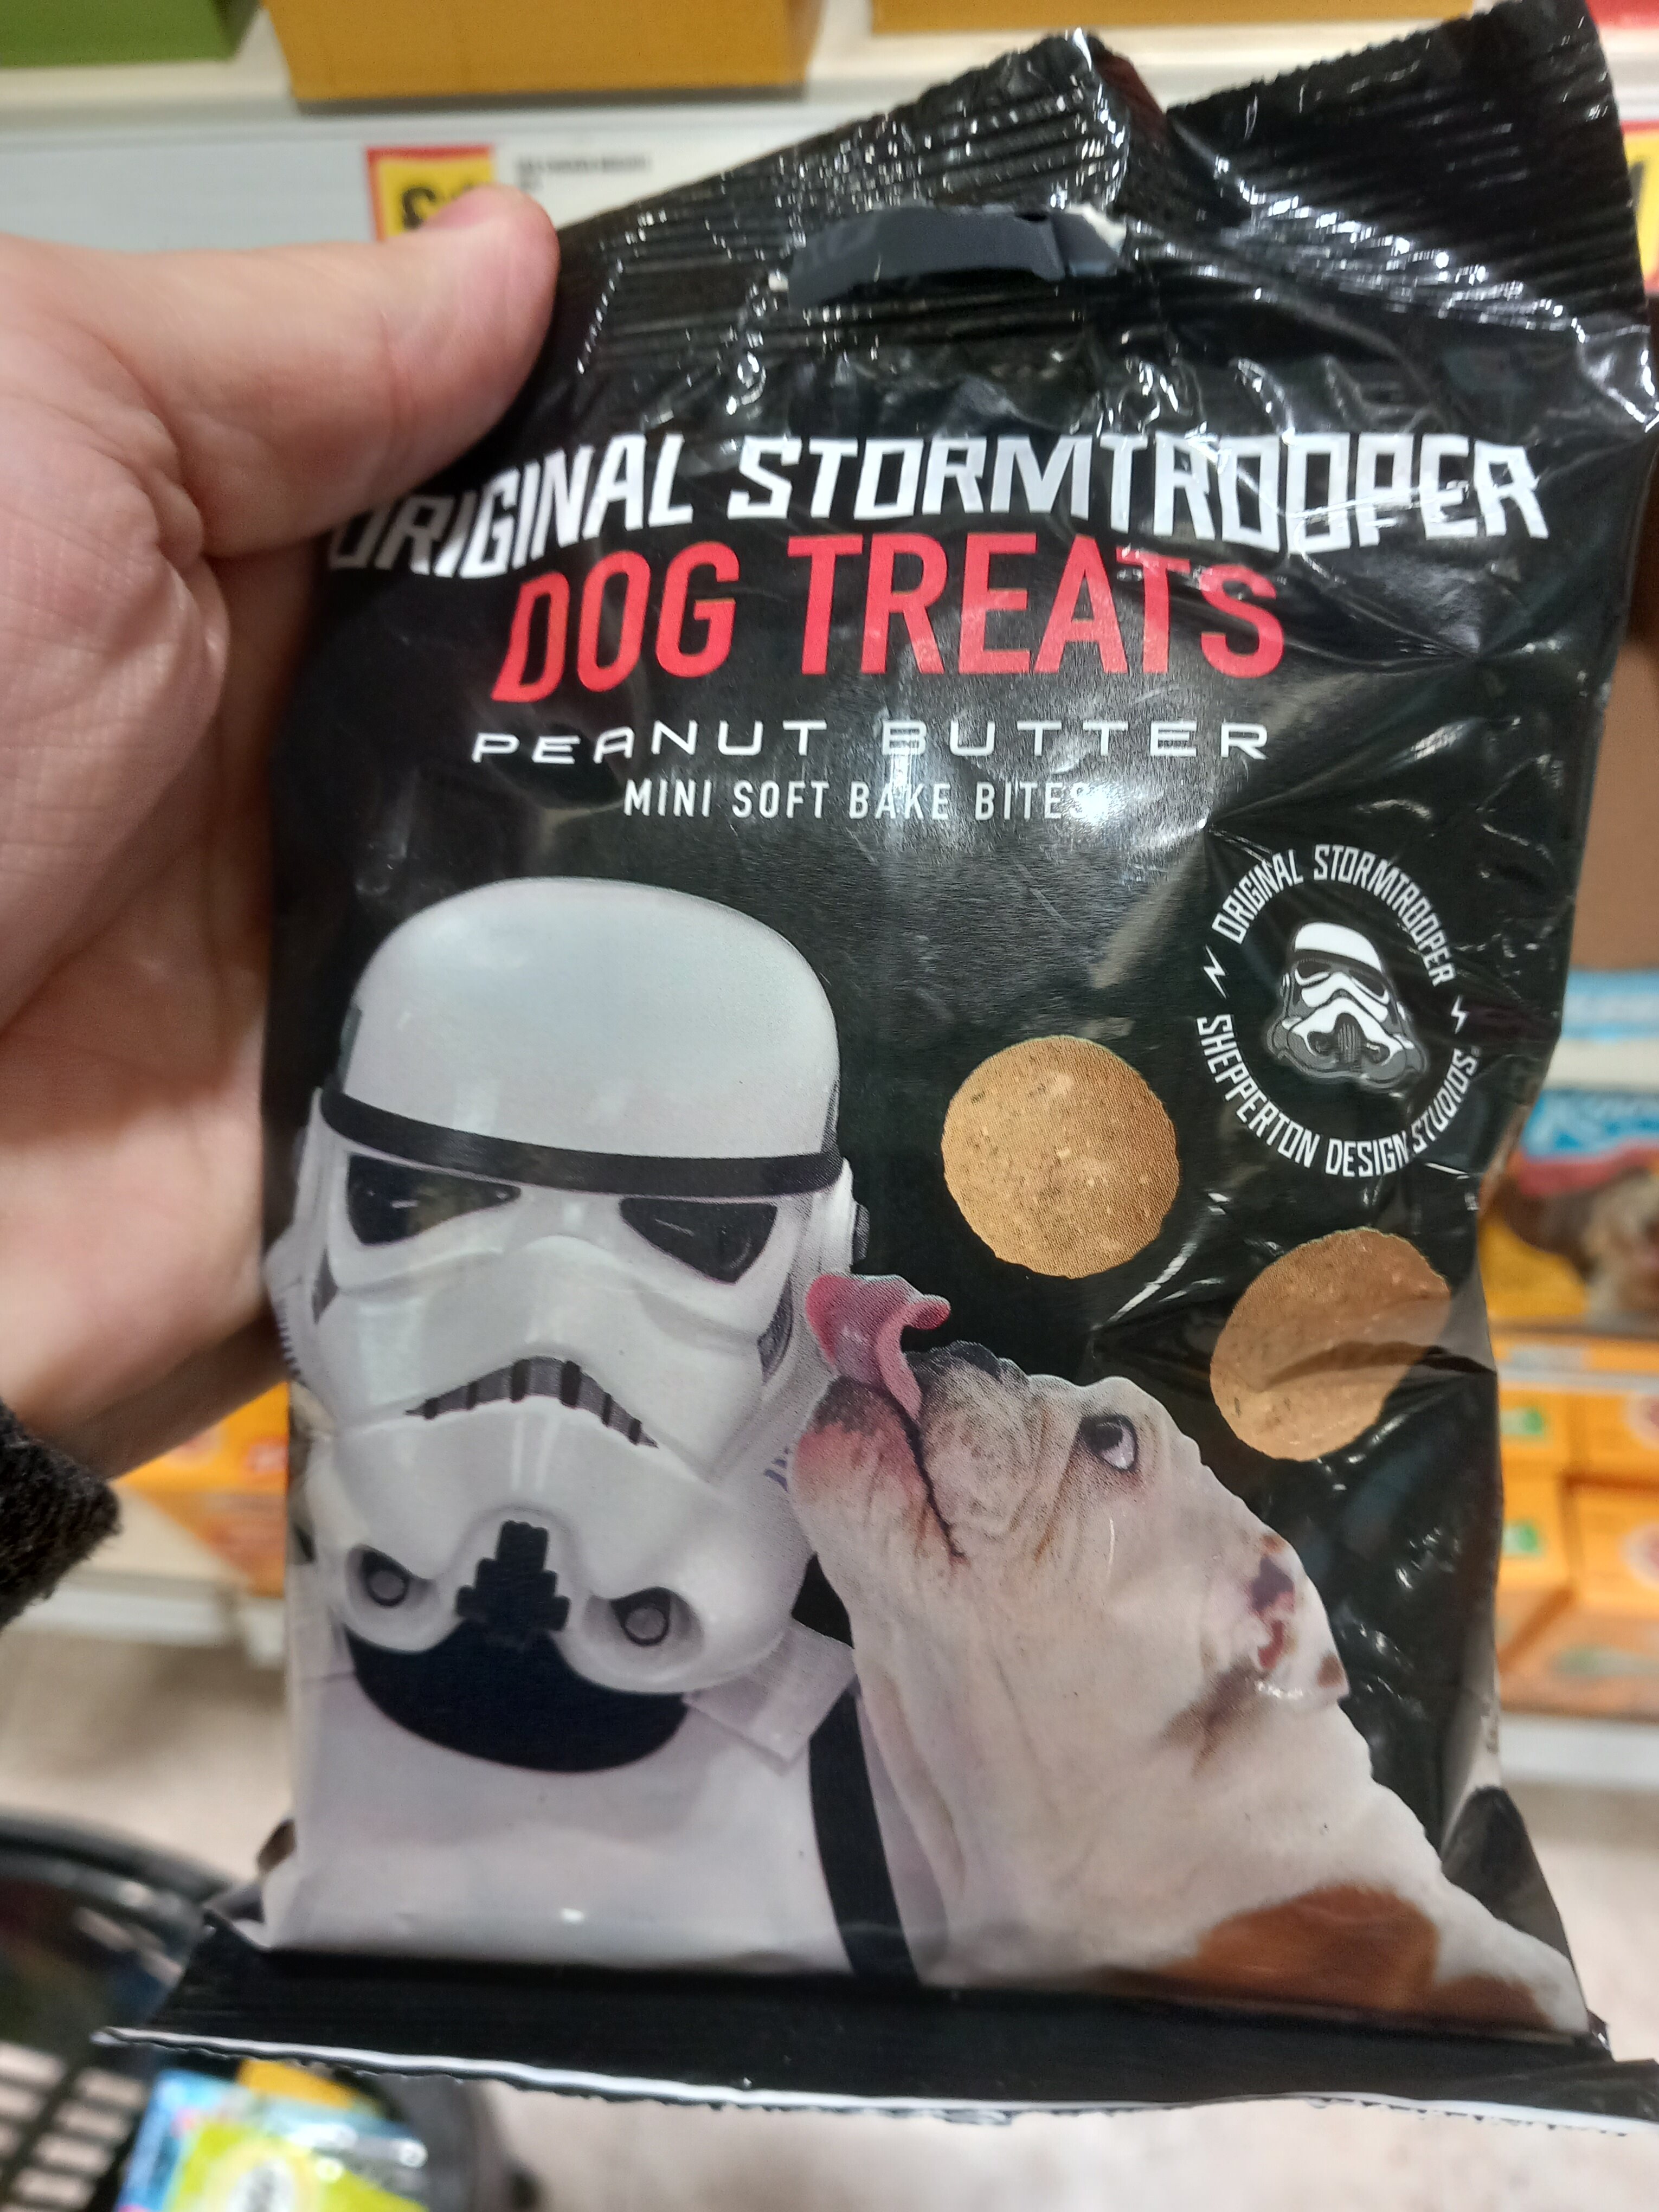 ORIGINAL STORMTROOPER
DOG TREATS
PEANUT BUTTER
MINI SOFT BAKE BITES
ORIGINAL STORMTROOPER
SHEPPERTON DESIGN STUDIOS